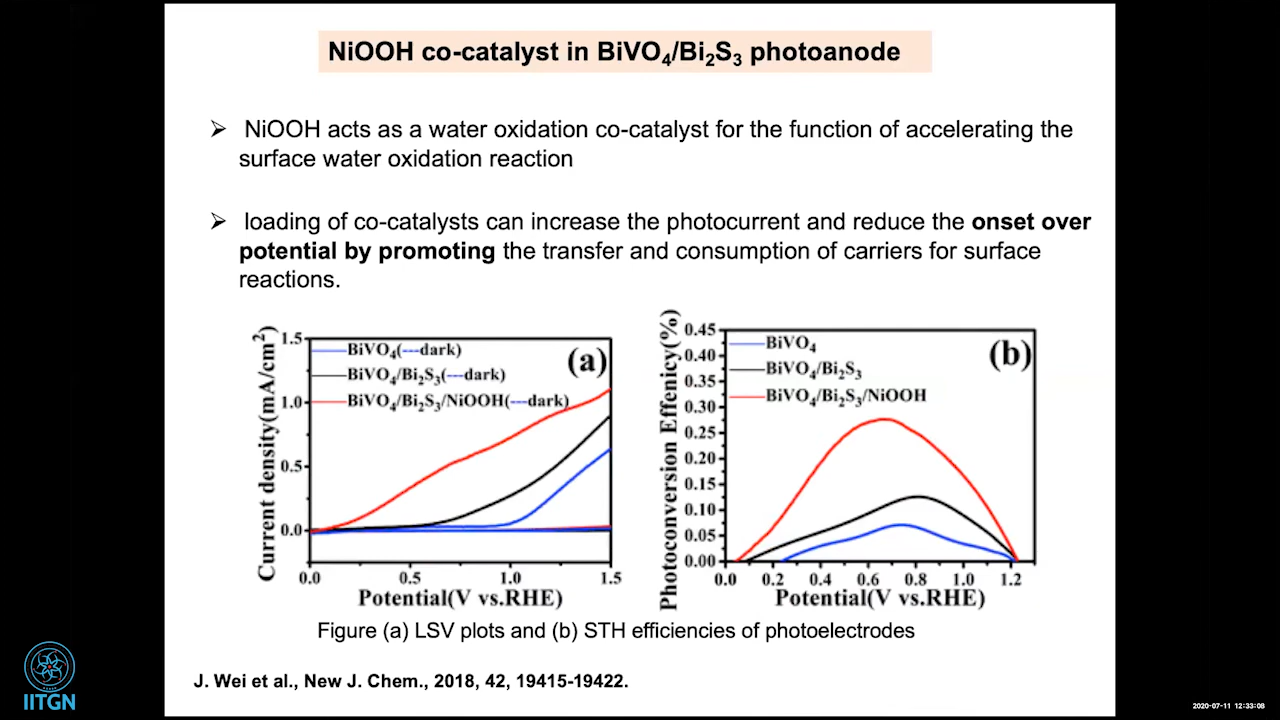 NiOOH co-catalyst in BiVO₄/Bi₂S₃ photoanode
➢ NiOOH acts as a water oxidation co-catalyst for the function of accelerating the
surface water oxidation reaction
➢ loading of co-catalysts can increase the photocurrent and reduce the onset over
potential by promoting the transfer and consumption of carriers for surface
reactions.
Current density(mA/cm²)
1.5
1.0
0.5
0.0
BiVO₄(---dark)
BiVO₄/Bi₂S₃(---dark)
BiVO₄/Bi₂S₃/NiOOH(---dark)
(a)
0.0 0.5 1.0 1.5
Potential(V vs.RHE)
Photoconversion Effenicy(%)
0.45
0.40
0.35
0.30
0.25
0.20
0.15
0.10
0.05
0.00
BiVO₄
BiVO₄/Bi₂S₃
BiVO₄/Bi₂S₃/NiOOH
(b)
0.0 0.2 0.4 0.6 0.8 1.0 1.2
Potential(V vs.RHE)
Figure (a) LSV plots and (b) STH efficiencies of photoelectrodes
J. Wei et al., New J. Chem., 2018, 42, 19415-19422.
IITGN
2020-07-11 12:33:08